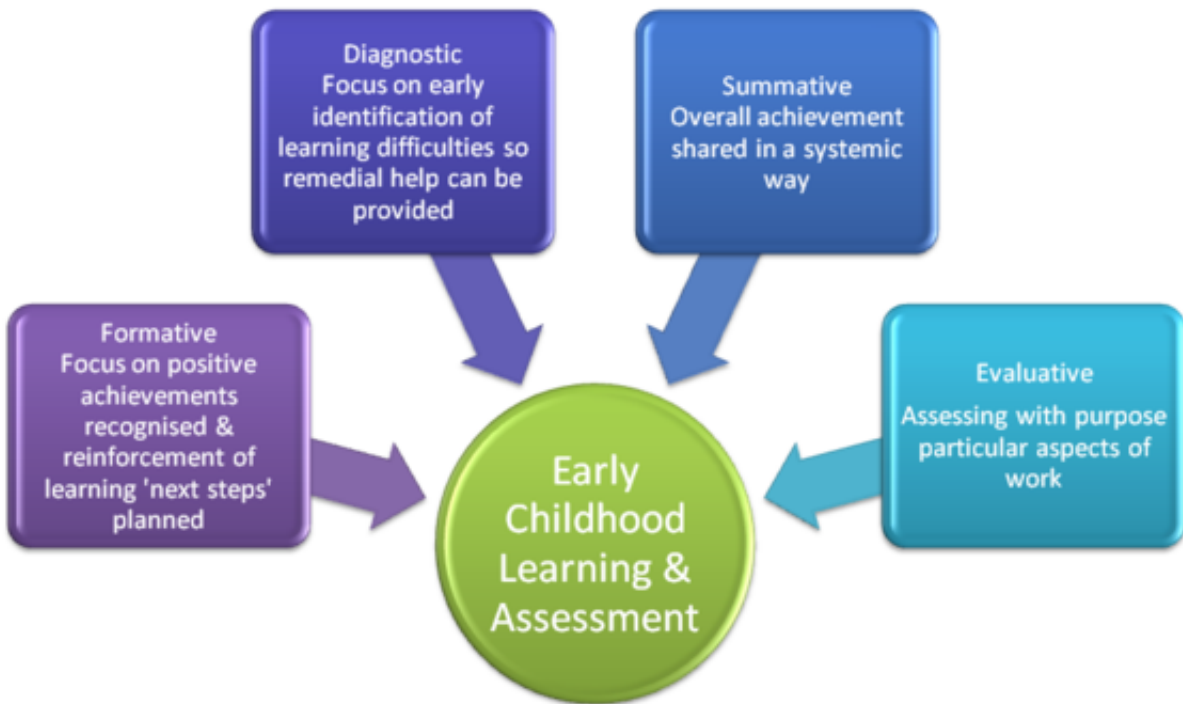 Formative
Focus on positive
achievements
recognised &
reinforcement of
learning 'next steps'
planned
Diagnostic
Focus on early
identification of
learning difficulties so
remedial help can be
provided
Summative
Overall achievement
shared in a systemic
way
Evaluative
Assessing with purpose
particular aspects of
work
Early
Childhood
Learning &
Assessment